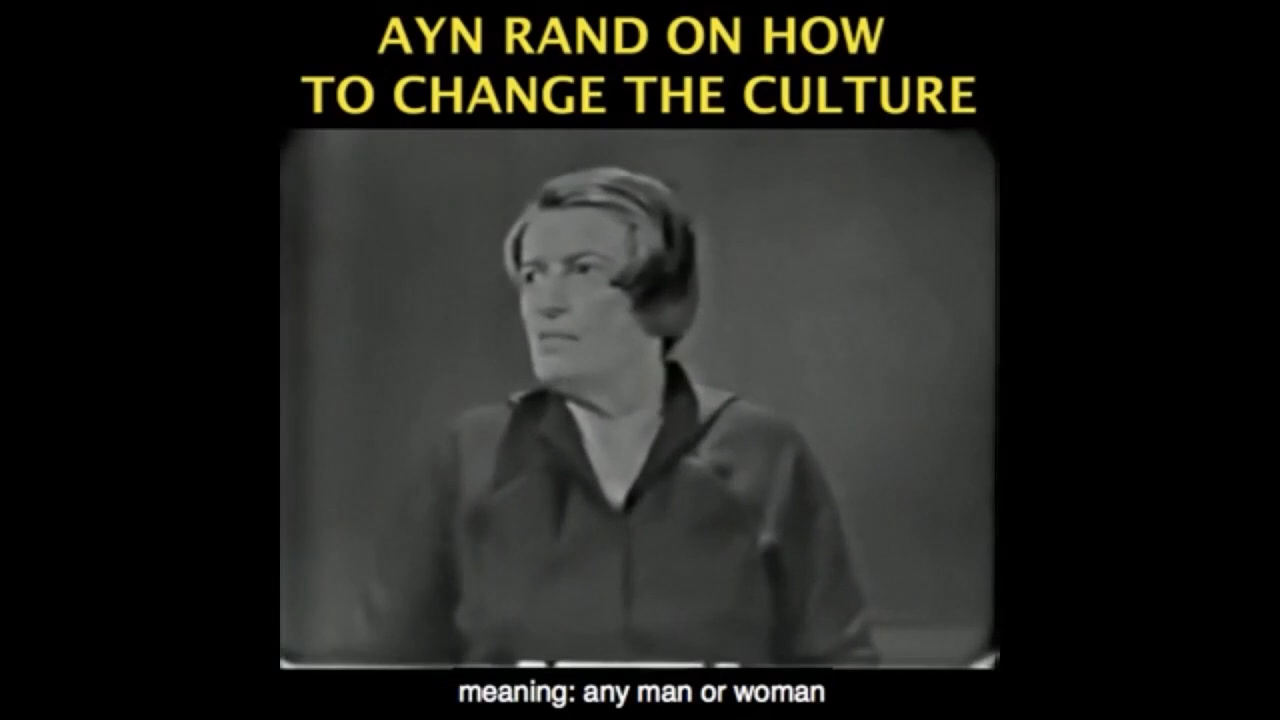 AYN RAND ON HOW
TO CHANGE THE CULTURE
meaning: any man or woman